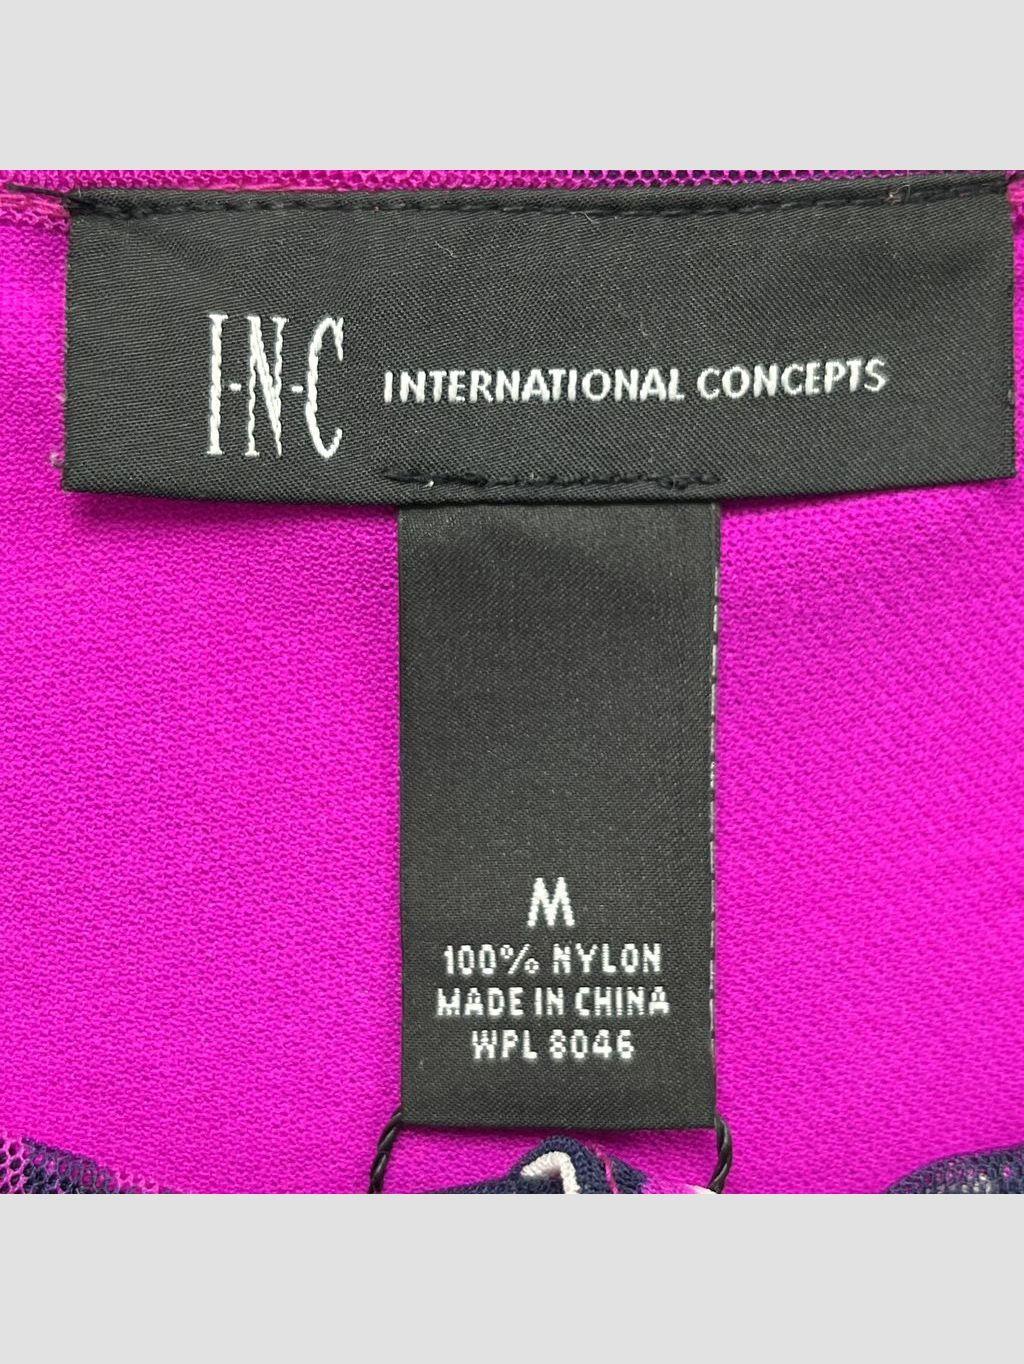 I-N-C INTERNATIONAL CONCEPTS
M
100% NYLON
MADE IN CHINA
WPL 8046